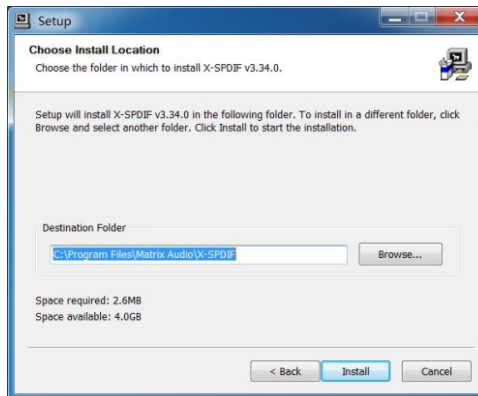 Setup
Choose Install Location
Choose the folder in which to install X-SPDIF v3.34.0.
Setup will install X-SPDIF v3.34.0 in the following folder. To install in a different folder, click
Browse and select another folder. Click Install to start the installation.
Destination Folder
C:\Program Files\Matrix Audio\X-SPDIF
Browse...
Space required: 2.6MB
Space available: 4.0GB
< Back
Install
Cancel